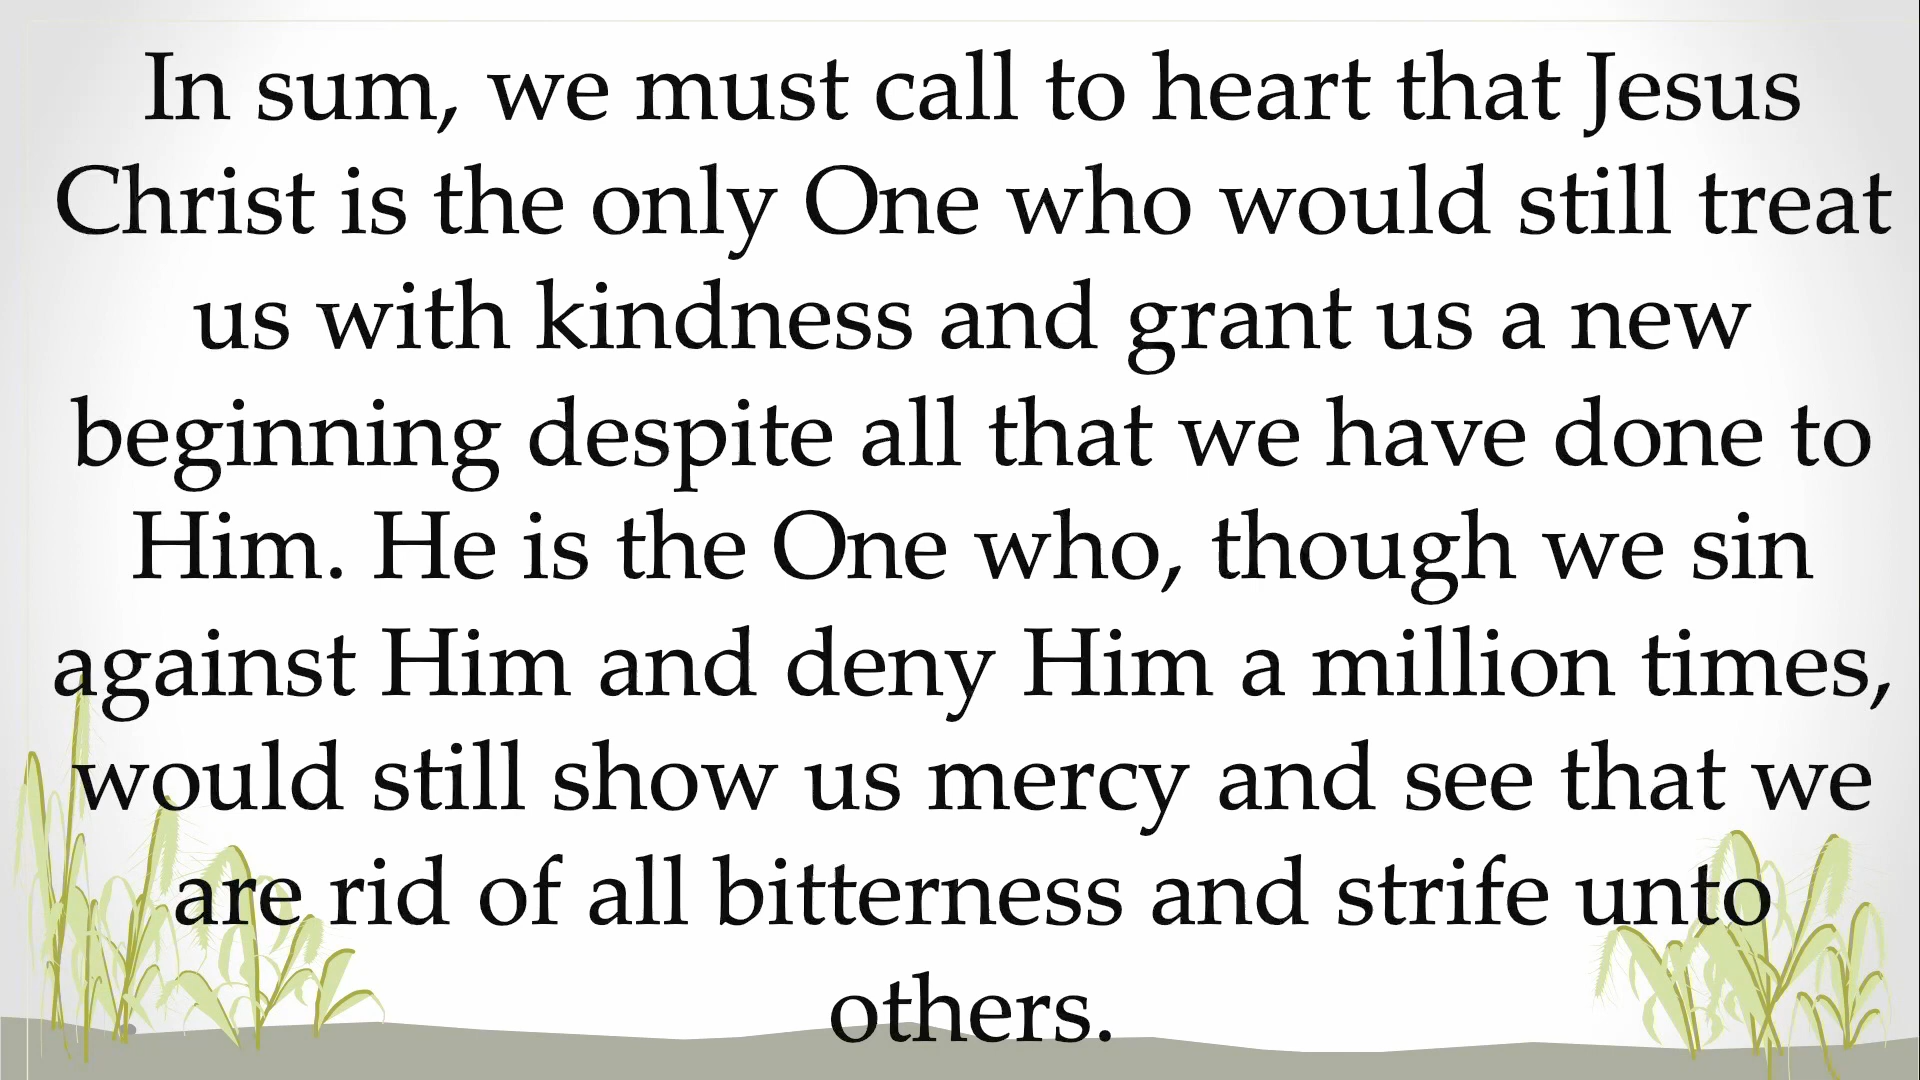 In sum, we must call to heart that Jesus
Christ is the only One who would still treat
us with kindness and grant us a new
beginning despite all that we have done to
Him. He is the One who, though we sin
against Him and deny Him a million times,
would still show us mercy and see that we
are rid of all bitterness and strife unto
others.